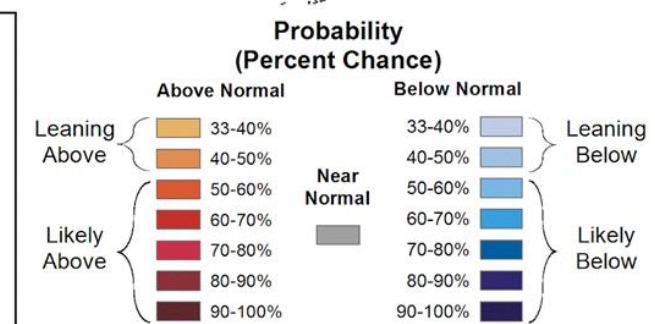 Probability
(Percent Chance)
Above Normal
Below Normal
Leaning
Above
33-40%
40-50%
Likely
Above
50-60%
60-70%
70-80%
80-90%
90-100%
Near
Normal
33-40%
40-50%
Leaning
Below
50-60%
60-70%
70-80%
80-90%
90-100%
Likely
Below